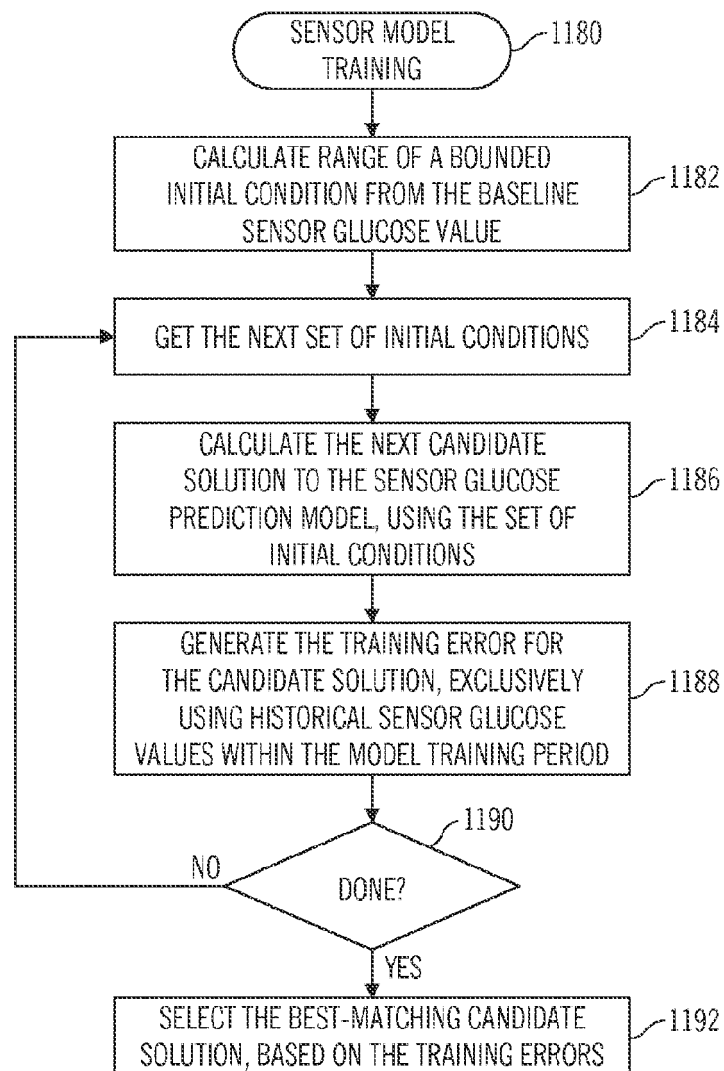 SENSOR MODEL
TRAINING
1180
CALCULATE RANGE OF A BOUNDED
INITIAL CONDITION FROM THE BASELINE
SENSOR GLUCOSE VALUE
1182
GET THE NEXT SET OF INITIAL CONDITIONS
1184
CALCULATE THE NEXT CANDIDATE
SOLUTION TO THE SENSOR GLUCOSE
PREDICTION MODEL, USING THE SET OF
INITIAL CONDITIONS
1186
GENERATE THE TRAINING ERROR FOR
THE CANDIDATE SOLUTION, EXCLUSIVELY
USING HISTORICAL SENSOR GLUCOSE
VALUES WITHIN THE MODEL TRAINING PERIOD
1188
1190
NO
DONE?
YES
SELECT THE BEST-MATCHING CANDIDATE
SOLUTION, BASED ON THE TRAINING ERRORS
1192